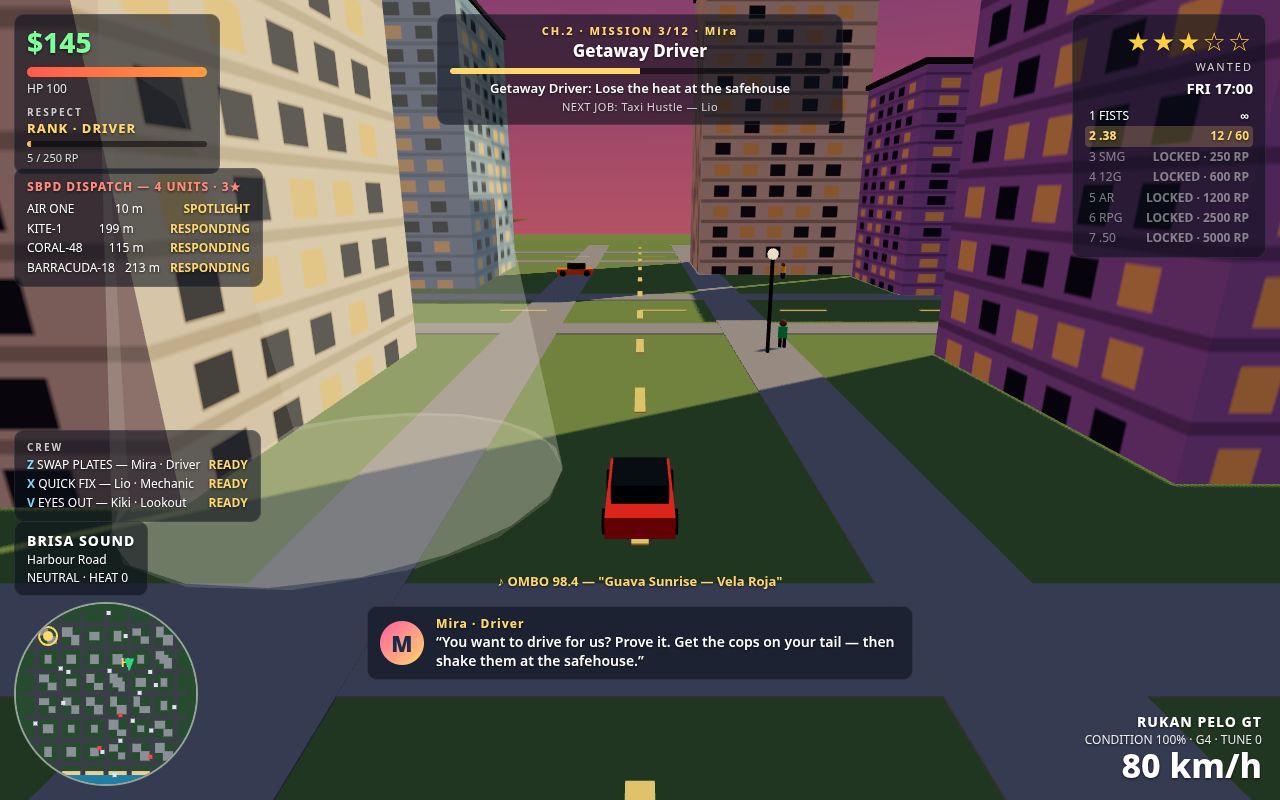 $145
HP 100
RESPECT
RANK · DRIVER
5 / 250 RP
SBPD DISPATCH — 4 UNITS · 3★
AIR ONE 10 m SPOTLIGHT
KITE-1 199 m RESPONDING
CORAL-48 115 m RESPONDING
BARRACUDA-18 213 m RESPONDING
CH.2 · MISSION 3/12 · Mira
Getaway Driver
Getaway Driver: Lose the heat at the safehouse
NEXT JOB: Taxi Hustle — Lio
★★★☆☆
WANTED
FRI 17:00
1 FISTS ∞
2 .38 12 / 60
3 SMG LOCKED · 250 RP
4 12G LOCKED · 600 RP
5 AR LOCKED · 1200 RP
6 RPG LOCKED · 2500 RP
7 .50 LOCKED · 5000 RP
CREW
Z SWAP PLATES — Mira · Driver READY
X QUICK FIX — Lio · Mechanic READY
V EYES OUT — Kiki · Lookout READY
BRISA SOUND
Harbour Road
NEUTRAL · HEAT 0
H
♪ OMBO 98.4 — "Guava Sunrise — Vela Roja"
M
Mira · Driver
“You want to drive for us? Prove it. Get the cops on your tail — then
shake them at the safehouse.”
RUKAN PELO GT
CONDITION 100% · G4 · TUNE 0
80 km/h